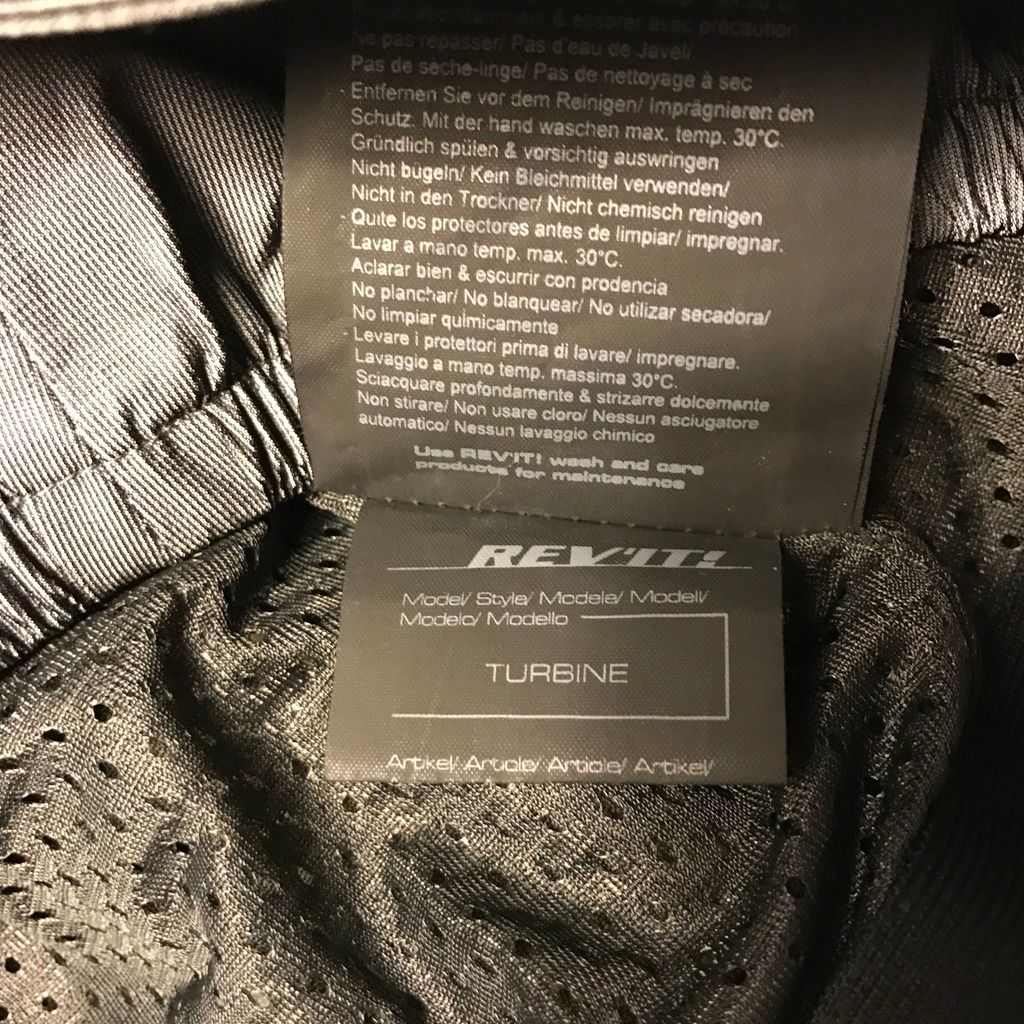 Rincer abondamment & essorer avec précaution
Ne pas repasser/ Pas d'eau de Javel/
Pas de sèche-linge/ Pas de nettoyage à sec
- Entfernen Sie vor dem Reinigen/ Imprägnieren den
Schutz. Mit der hand waschen max. temp. 30°C.
Gründlich spülen & vorsichtig auswringen
Nicht bügeln/ Kein Bleichmittel verwenden/
Nicht in den Trockner/ Nicht chemisch reinigen
- Quite los protectores antes de limpiar/ impregnar.
Lavar a mano temp. max. 30°C.
Aclarar bien & escurrir con prodencia
No planchar/ No blanquear/ No utilizar secadora/
No limpiar quimicamente
- Levare i protettori prima di lavare/ impregnare.
Lavaggio a mano temp. massima 30°C.
Sciacquare profondamente & strizarre dolcemente
Non stirare/ Non usare cloro/ Nessun asciugatore
automatico/ Nessun lavaggio chimico
Use REV'IT! wash and care
products for maintenance
REV'IT!
Model/ Style/ Modele/ Modell/
Modelo/ Modello
TURBINE
Artikel/ Article/ Article/ Artikel/